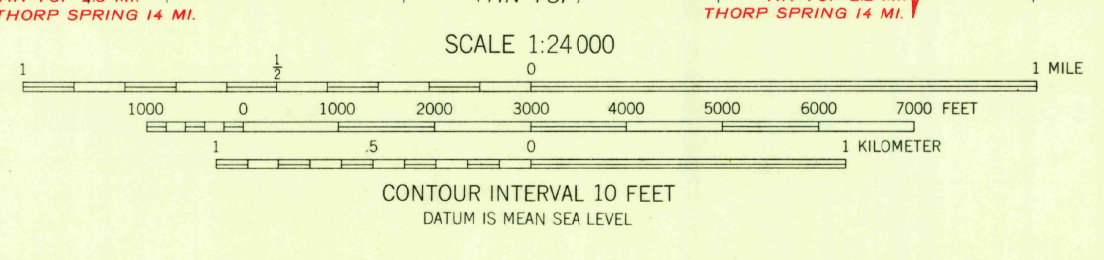 THORP SPRING 14 MI.
THORP SPRING 14 MI.
SCALE 1:24 000
1 1/2 0 1 MILE
1000 0 1000 2000 3000 4000 5000 6000 7000 FEET
1 .5 0 1 KILOMETER
CONTOUR INTERVAL 10 FEET
DATUM IS MEAN SEA LEVEL